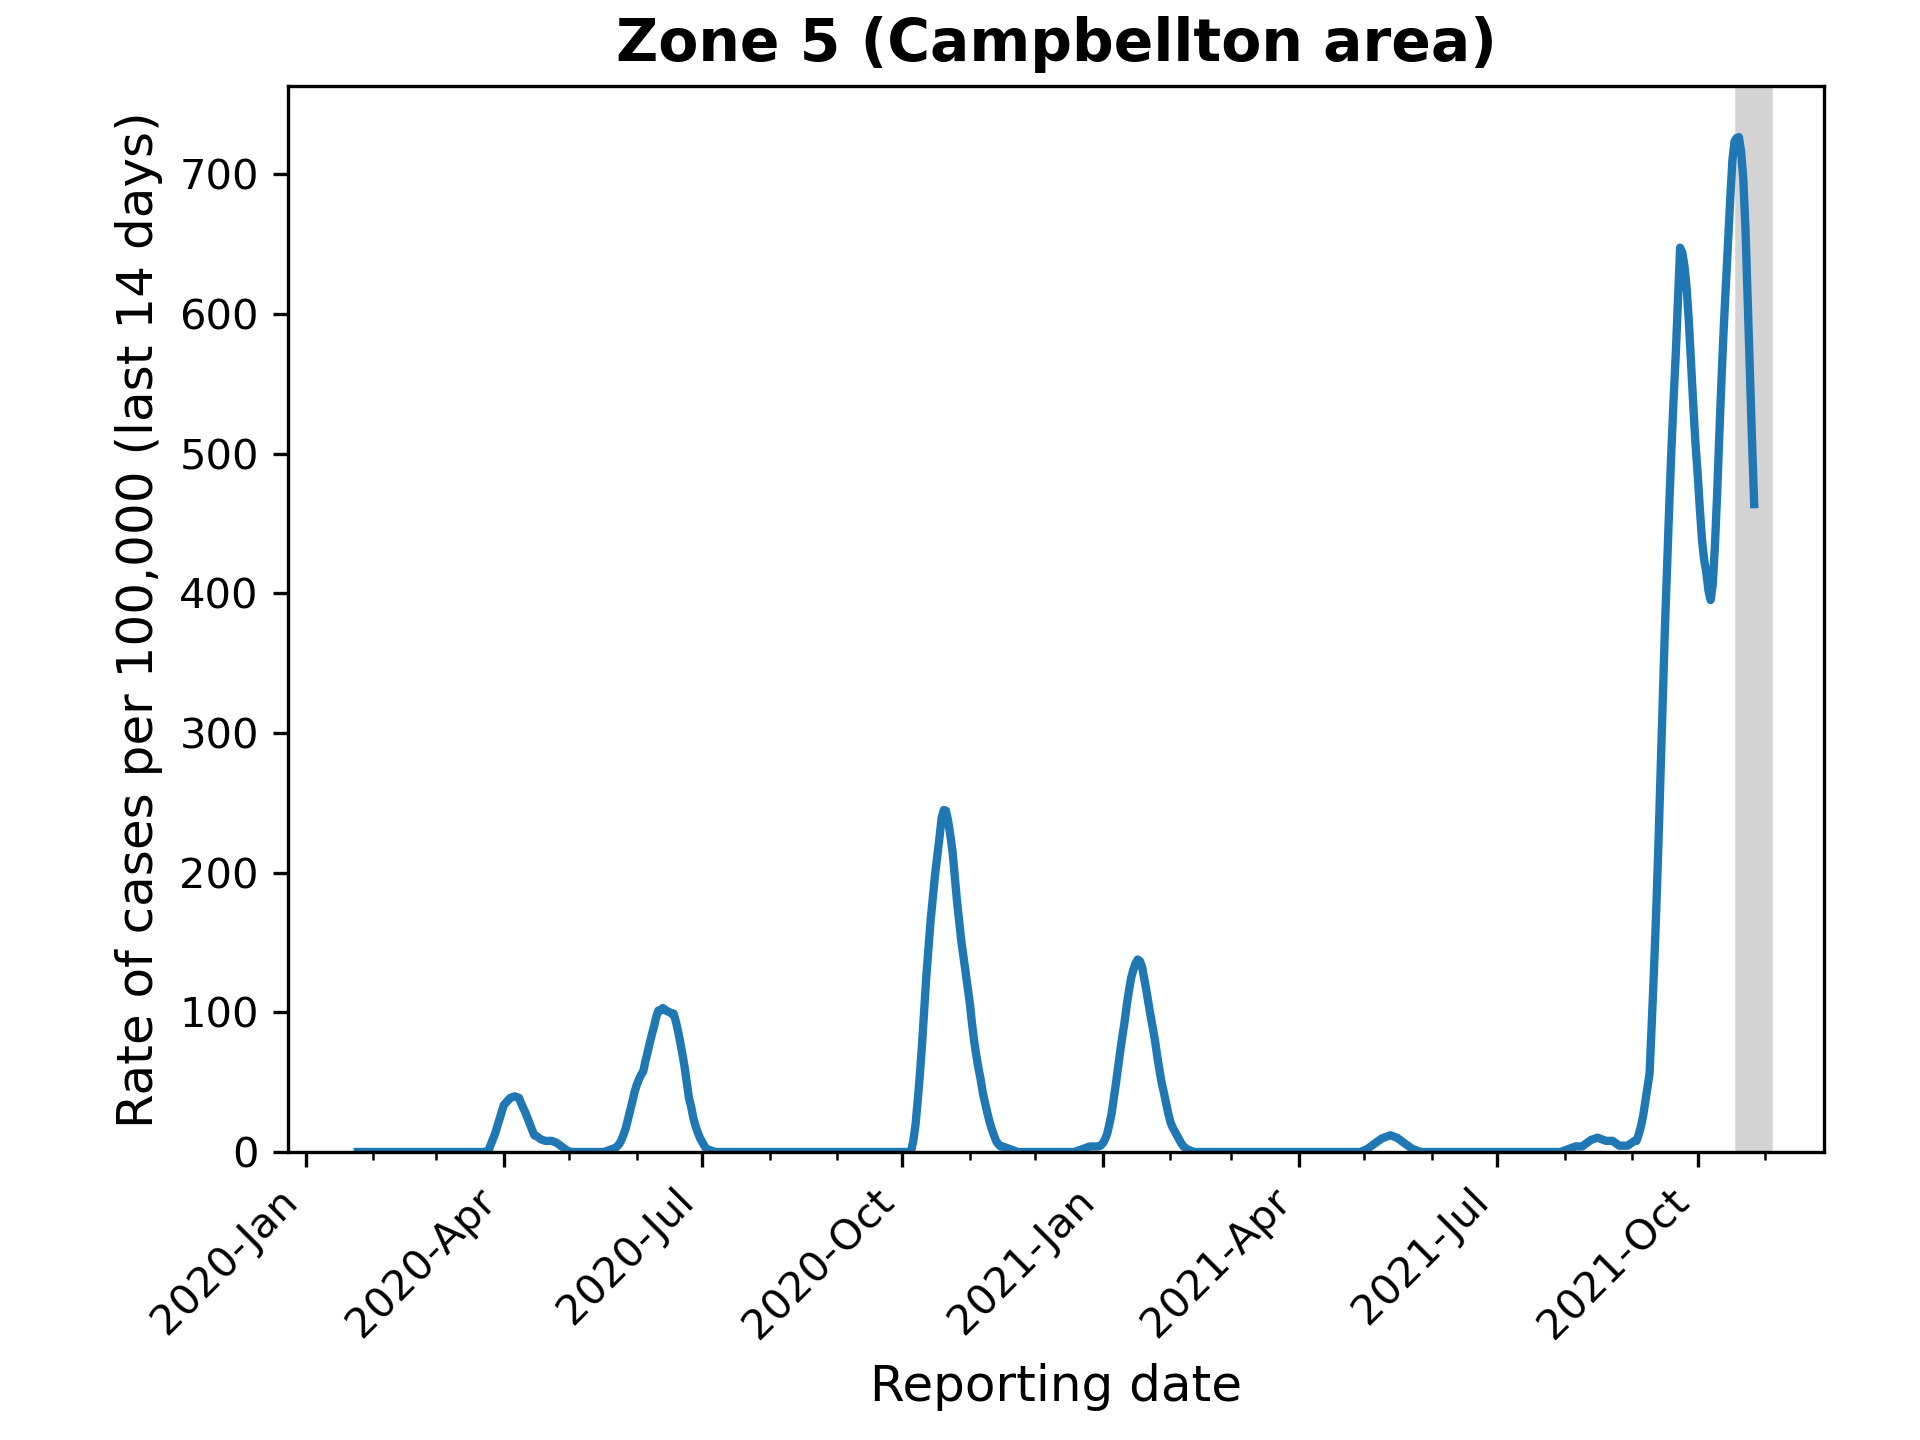 Zone 5 (Campbellton area)
Rate of cases per 100,000 (last 14 days)
700
600
500
400
300
200
100
0
2020-Jan
2020-Apr
2020-Jul
2020-Oct
2021-Jan
2021-Apr
2021-Jul
2021-Oct
Reporting date